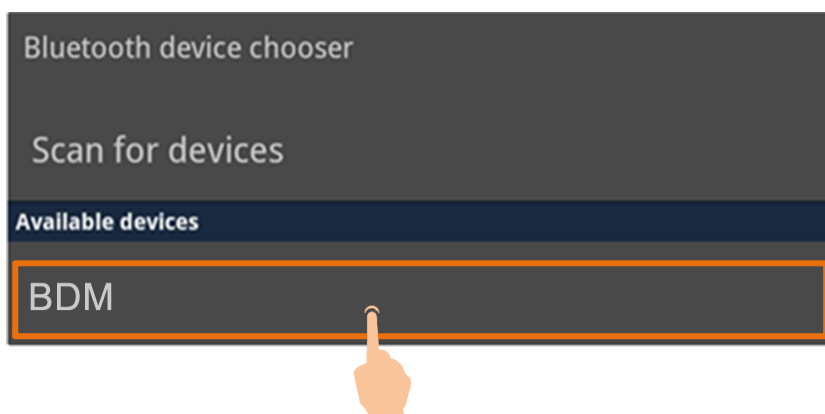 Bluetooth device chooser
Scan for devices
Available devices
BDM